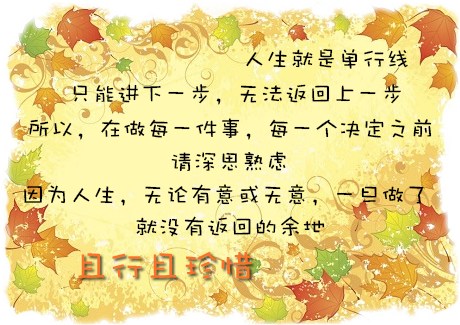 人生就是单行线
只能进下一步，无法返回上一步
所以，在做每一件事，每一个决定之前
请深思熟虑
因为人生，无论有意或无意，一旦做了
就没有返回的余地
且行且珍惜